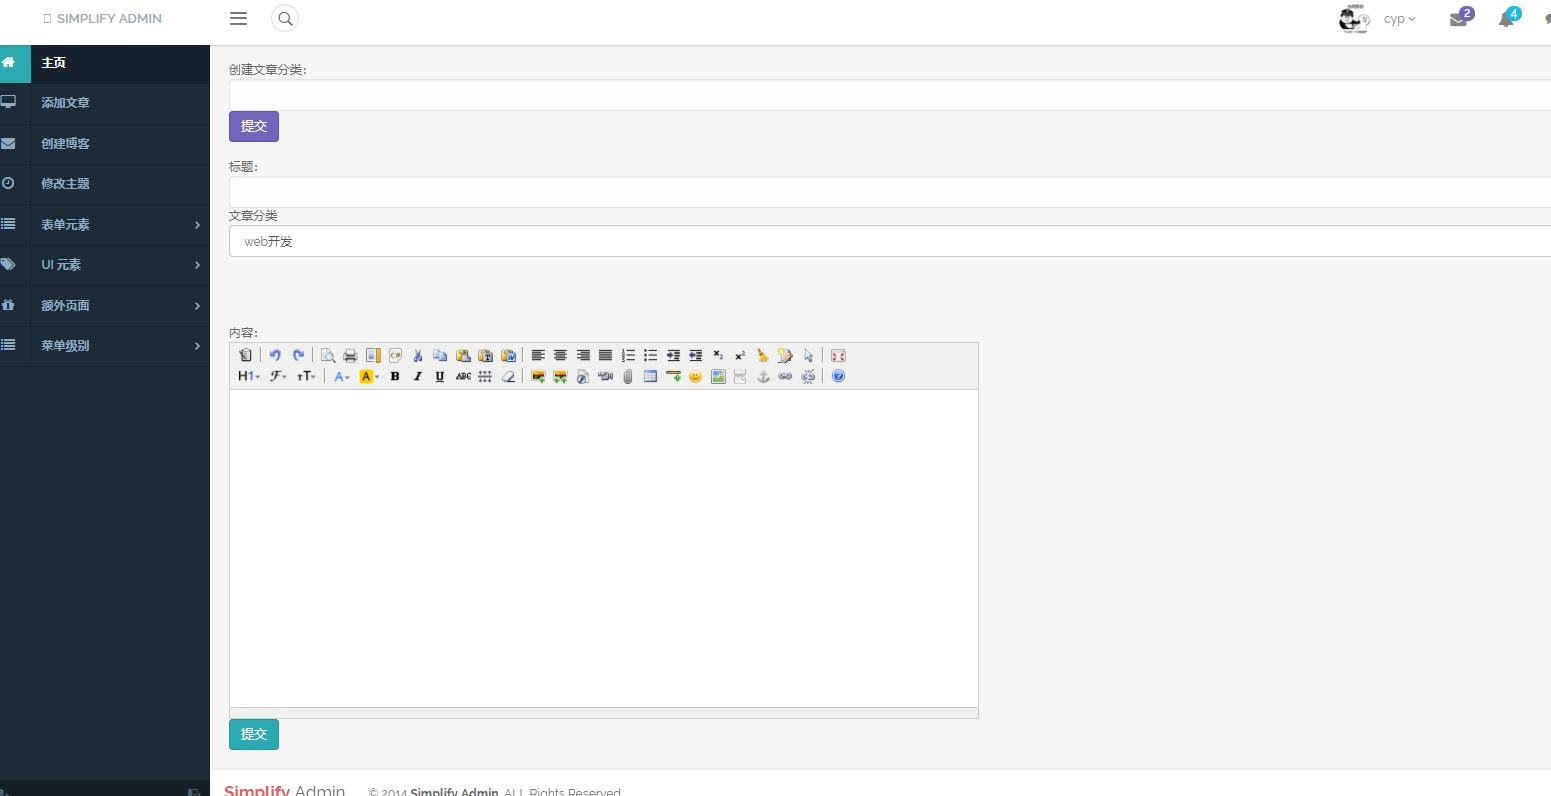 SIMPLIFY ADMIN
cyp
2
4
主页
添加文章
创建博客
修改主题
表单元素
UI 元素
额外页面
菜单级别
创建文章分类:
提交
标题:
文章分类
web开发
内容:
H1 F тT A A B I U ABC
提交
Simplify Admin © 2014 Simplify Admin. ALL Rights Reserved.